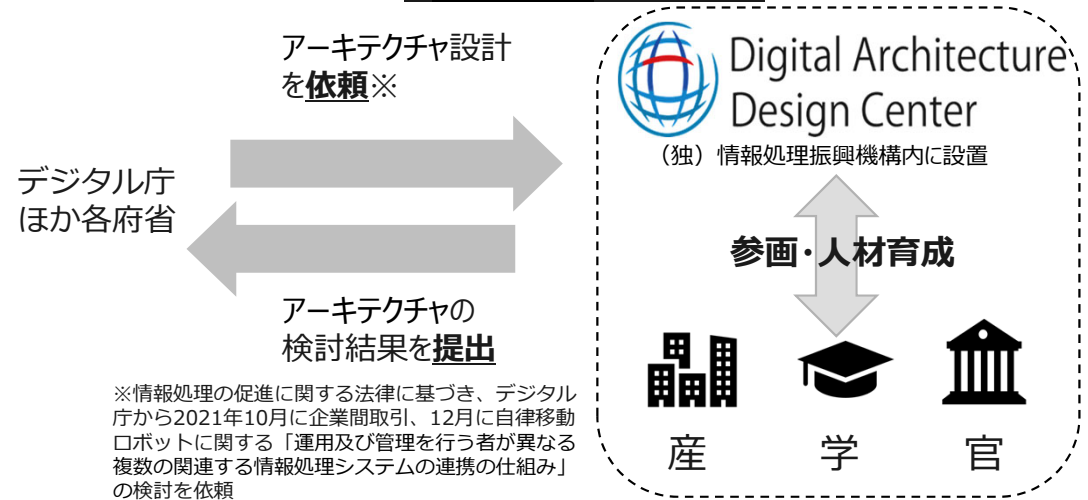 アーキテクチャ設計
を依頼※
デジタル庁
ほか各府省
アーキテクチャの
検討結果を提出
※情報処理の促進に関する法律に基づき、デジタル
庁から2021年10月に企業間取引、12月に自律移動
ロボットに関する「運用及び管理を行う者が異なる
複数の関連する情報処理システムの連携の仕組み」
の検討を依頼
Digital Architecture
Design Center
（独）情報処理振興機構内に設置
参画・人材育成
産
学
官